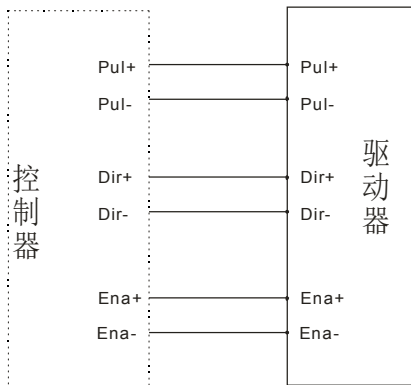 Pul+ Pul+
Pul- Pul-
Dir+ Dir+
Dir- Dir-
Ena+ Ena+
Ena- Ena-
控制器
驱动器